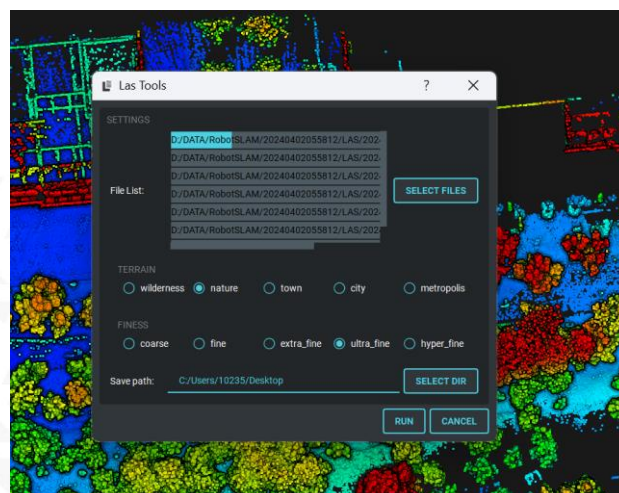 Las Tools ? X
SETTINGS
D:/DATA/RobotSLAM/20240402055812/LAS/202
D:/DATA/RobotSLAM/20240402055812/LAS/202
D:/DATA/RobotSLAM/20240402055812/LAS/202
File List: D:/DATA/RobotSLAM/20240402055812/LAS/202 SELECT FILES
D:/DATA/RobotSLAM/20240402055812/LAS/202
D:/DATA/RobotSLAM/20240402055812/LAS/202
TERRAIN
wilderness nature town city metropolis
FINESS
coarse fine extra_fine ultra_fine hyper_fine
Save path: C:/Users/10235/Desktop SELECT DIR
RUN CANCEL